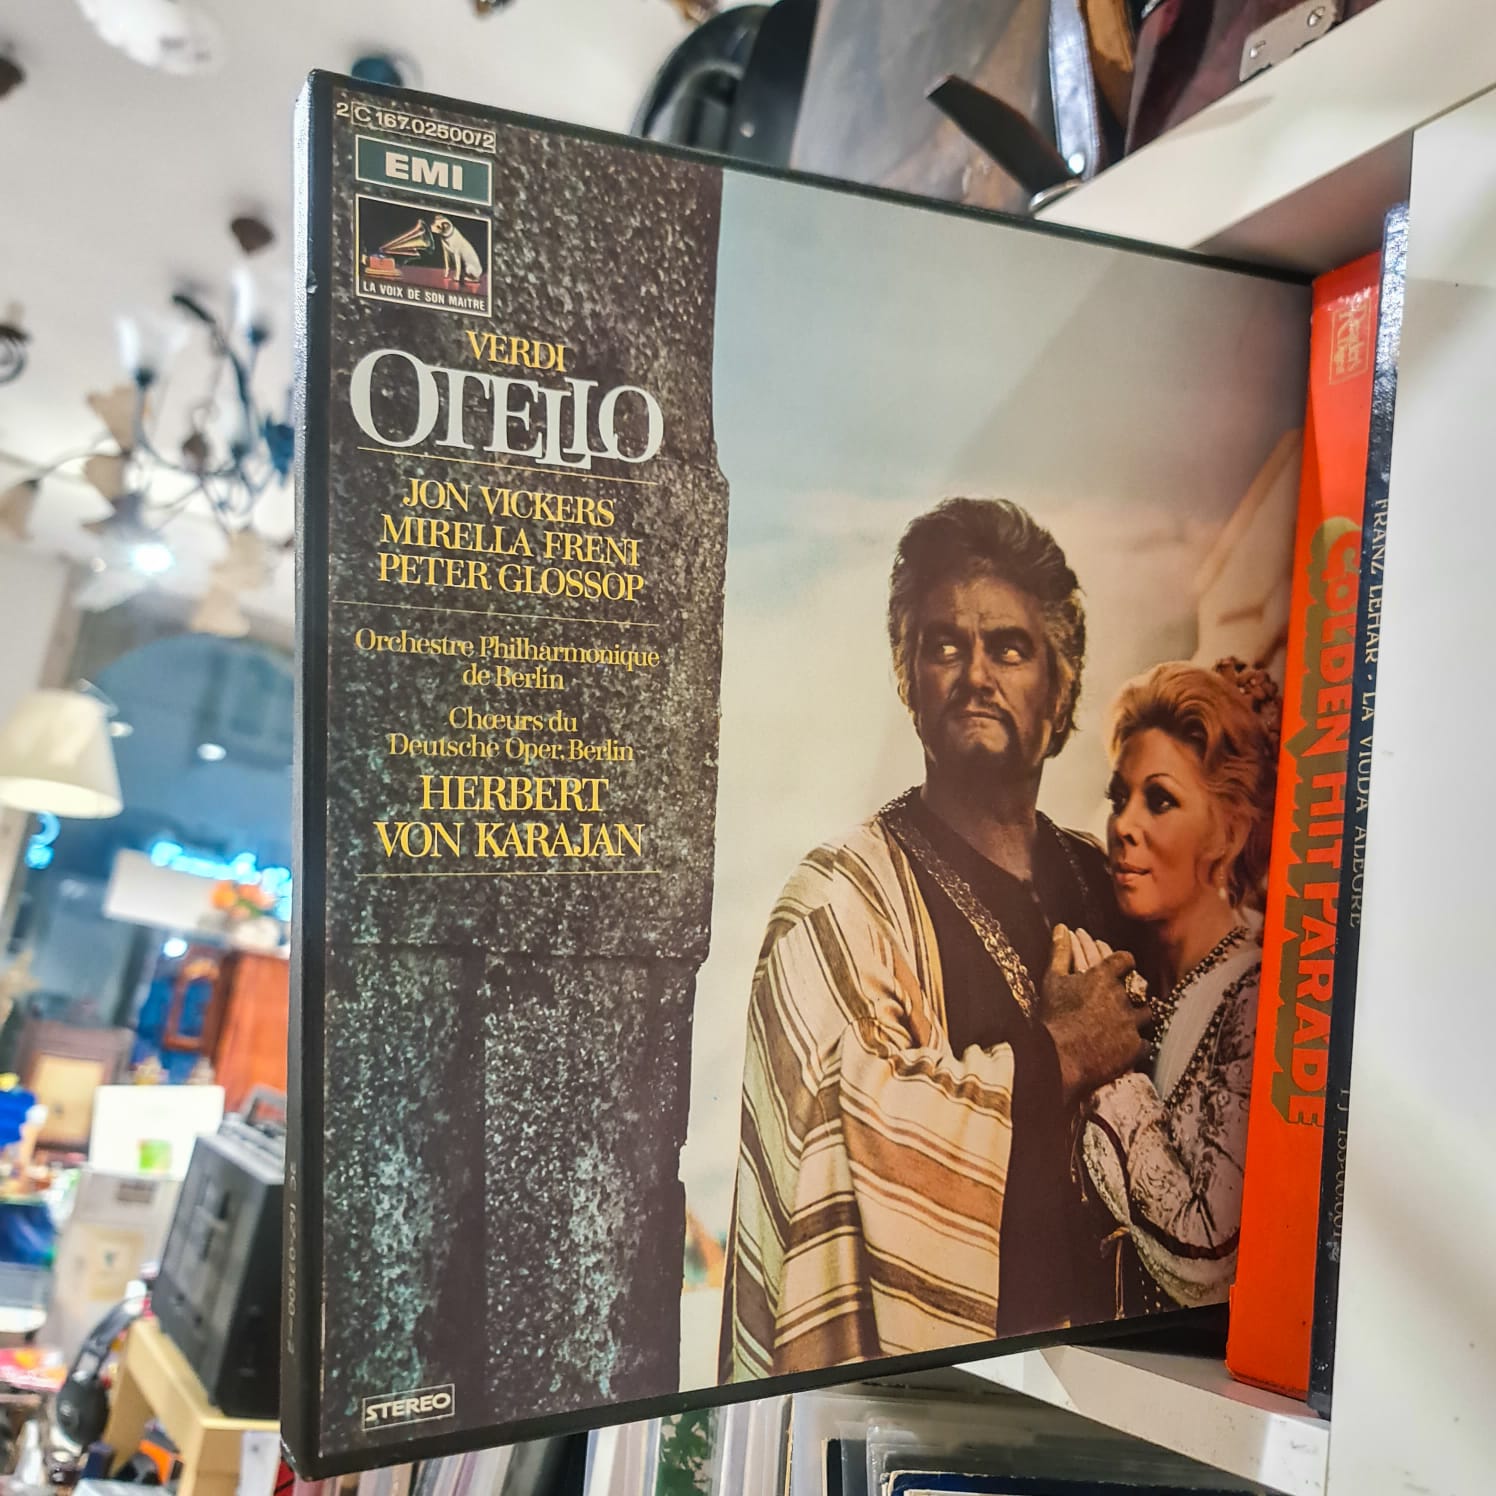 2 C 167.02500/2
EMI
LA VOIX DE SON MAITRE
VERDI
OTELLO
JON VICKERS
MIRELLA FRENI
PETER GLOSSOP
Orchestre Philharmonique
de Berlin
Chœurs du
Deutsche Oper, Berlin
HERBERT
VON KARAJAN
STEREO
GOLDEN HIT PARADE
FRANZ LEHAR - LA VIUDA ALEGRE